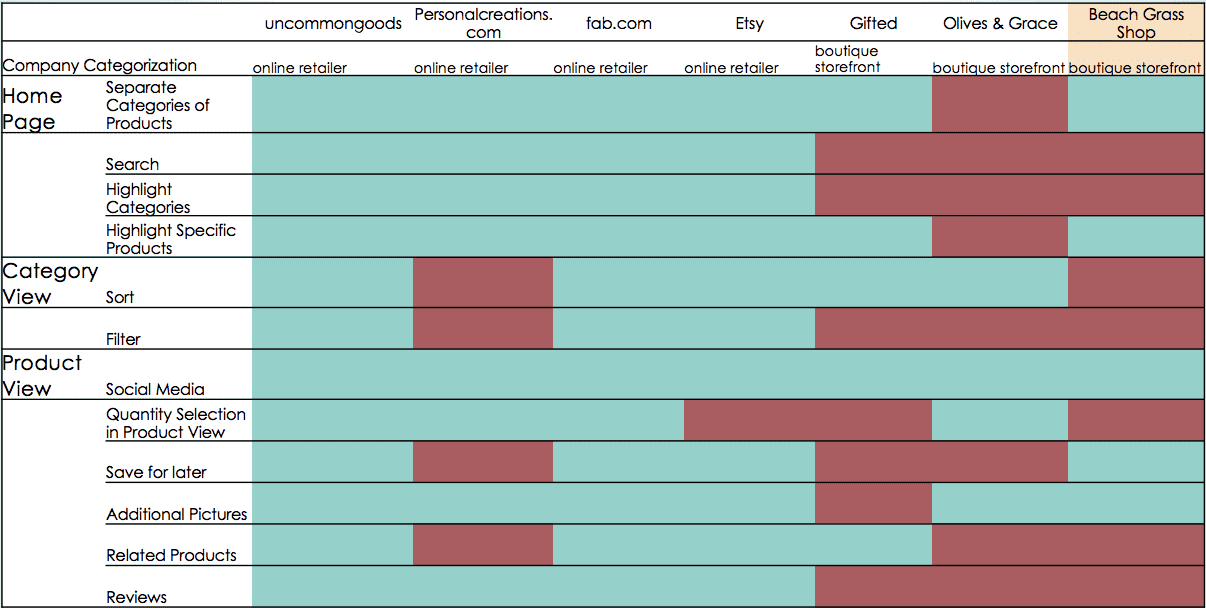 uncommongoods
Personalcreations.
com
fab.com
Etsy
Gifted
Olives & Grace
Beach Grass
Shop
Company Categorization
online retailer
online retailer
online retailer
online retailer
boutique
storefront
boutique storefront
boutique storefront
Home
Page
Separate
Categories of
Products
Search
Highlight
Categories
Highlight Specific
Products
Category
View
Sort
Filter
Product
View
Social Media
Quantity Selection
in Product View
Save for later
Additional Pictures
Related Products
Reviews